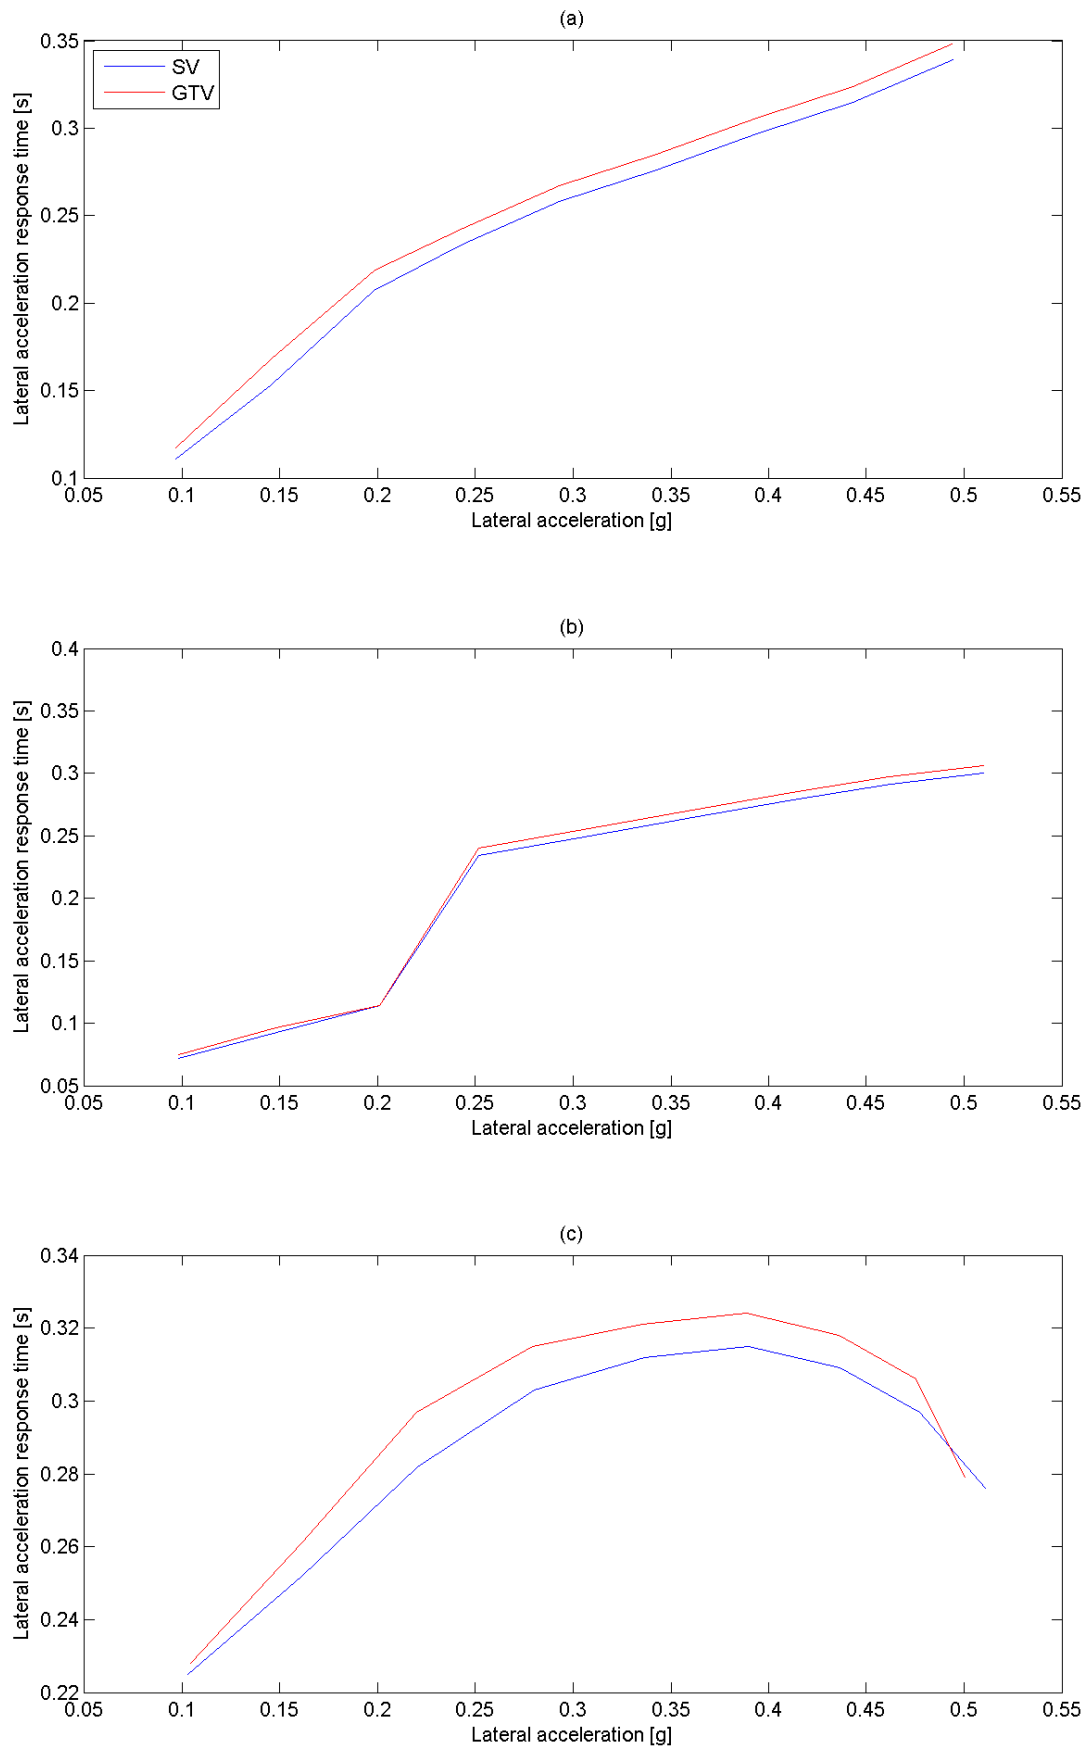 (a)
0.35
0.3
0.25
0.2
0.15
0.1
Lateral acceleration response time [s]
SV
GTV
0.05 0.1 0.15 0.2 0.25 0.3 0.35 0.4 0.45 0.5 0.55
Lateral acceleration [g]
(b)
0.4
0.35
0.3
0.25
0.2
0.15
0.1
0.05
Lateral acceleration response time [s]
0.05 0.1 0.15 0.2 0.25 0.3 0.35 0.4 0.45 0.5 0.55
Lateral acceleration [g]
(c)
0.34
0.32
0.3
0.28
0.26
0.24
0.22
Lateral acceleration response time [s]
0.05 0.1 0.15 0.2 0.25 0.3 0.35 0.4 0.45 0.5 0.55
Lateral acceleration [g]